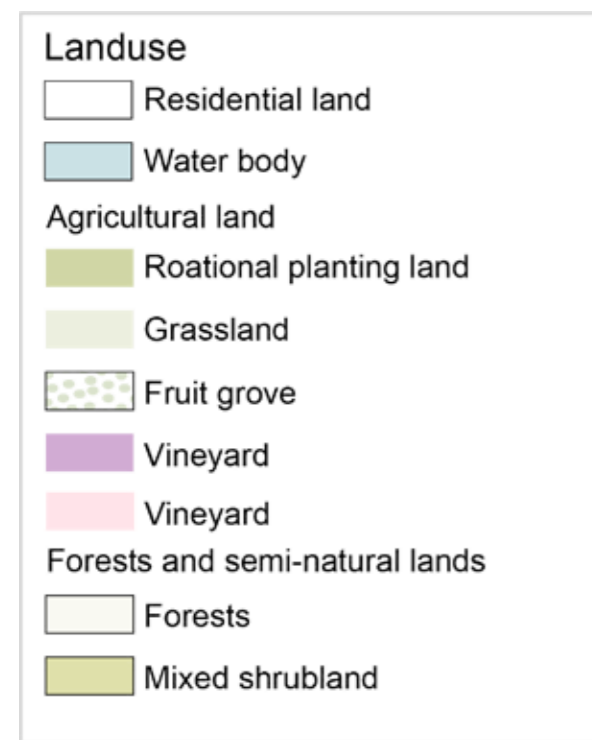 Landuse
Residential land
Water body
Agricultural land
Roational planting land
Grassland
Fruit grove
Vineyard
Vineyard
Forests and semi-natural lands
Forests
Mixed shrubland